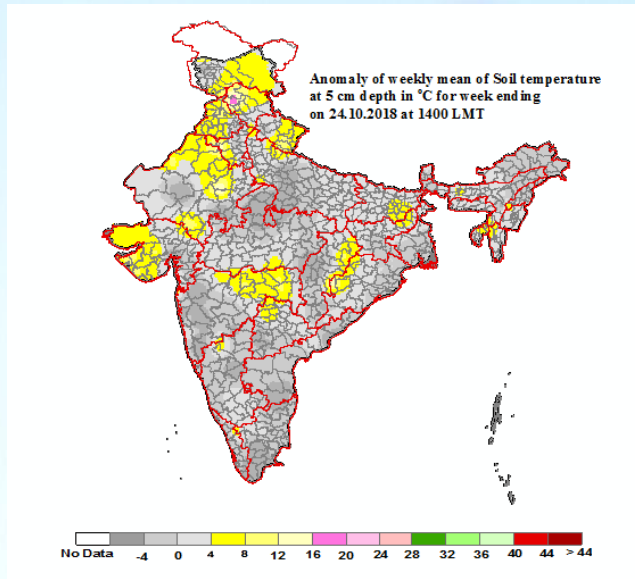 Anomaly of weekly mean of Soil temperature
at 5 cm depth in °C for week ending
on 24.10.2018 at 1400 LMT
No Data -4 0 4 8 12 16 20 24 28 32 36 40 44 > 44